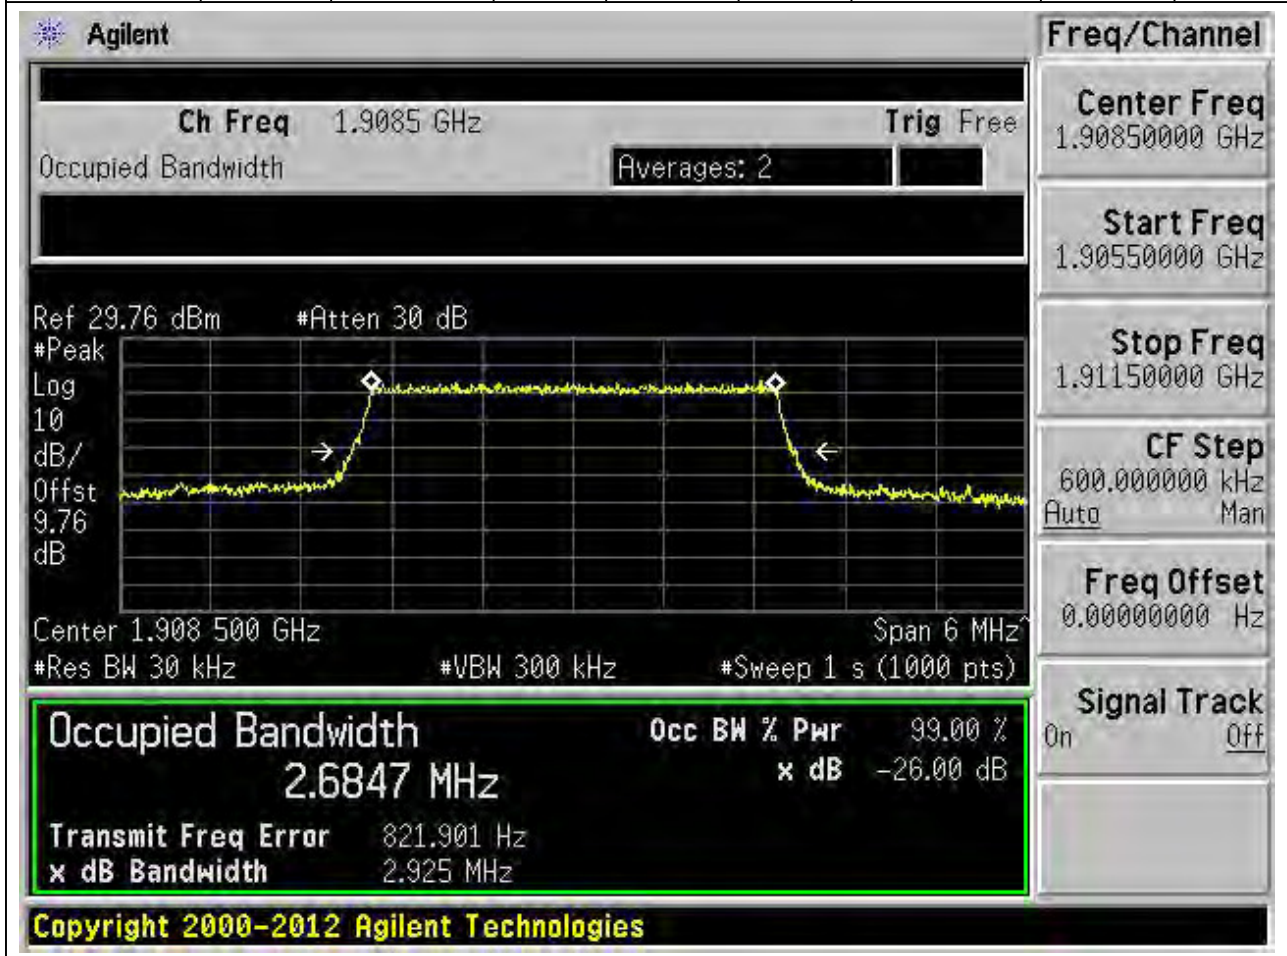 Agilent
Freq/Channel
Ch Freq 1.9085 GHz Trig Free
Occupied Bandwidth Averages: 2
Center Freq
1.90850000 GHz
Start Freq
1.90550000 GHz
Stop Freq
1.91150000 GHz
CF Step
600.000000 kHz
Auto Man
Freq Offset
0.00000000 Hz
Signal Track
On Off
Ref 29.76 dBm #Atten 30 dB
#Peak
Log
10
dB/
Offst
9.76
dB
Center 1.908 500 GHz Span 6 MHz^
#Res BW 30 kHz #VBW 300 kHz #Sweep 1 s (1000 pts)
Occupied Bandwidth Occ BW % Pwr 99.00 %
2.6847 MHz x dB -26.00 dB
Transmit Freq Error 821.901 Hz
x dB Bandwidth 2.925 MHz
Copyright 2000-2012 Agilent Technologies